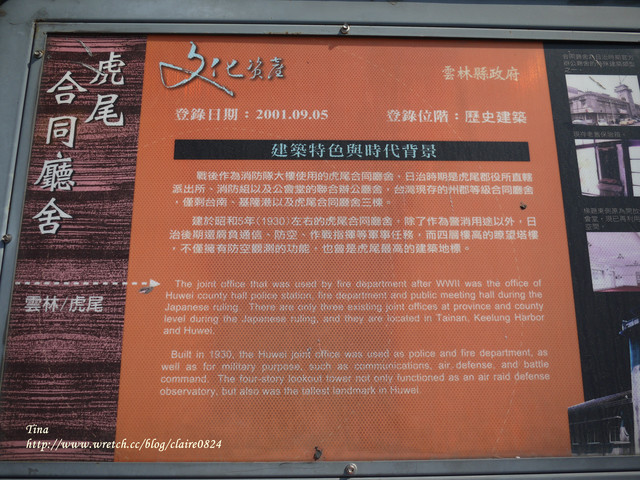 虎尾
合同廳舍
雲林/虎尾
文化資產
雲林縣政府
登錄日期：2001.09.05
登錄位階：歷史建築
建築特色與時代背景
戰後作為消防隊大樓使用的虎尾合同廳舍，日治時期是虎尾郡役所直轄
派出所、消防組以及公會堂的聯合辦公廳舍，台灣現存的州郡等級合同廳舍
，僅剩台南、基隆港以及虎尾合同廳舍三棟。
建於昭和5年(1930)左右的虎尾合同廳舍，除了作為警消用途以外，日
治後期還肩負通信、防空、作戰指揮等軍事任務，而四層樓高的瞭望塔樓
，不僅擁有防空觀測的功能，也曾是虎尾最高的建築地標。
The joint office that was used by fire department after WWII was the office of
Huwei county hall police station, fire department and public meeting hall during the
Japanese ruling. There are only three existing joint offices at province and county
level during the Japanese ruling, and they are located in Tainan, Keelung Harbor
and Huwei.
Built in 1930, the Huwei joint office was used as police and fire department, as
well as for military purpose, such as communications, air defense, and battle
command. The four-story lookout tower not only functioned as an air raid defense
observatory, but also was the tallest landmark in Huwei.
Tina
http://www.wretch.cc/blog/claire0824